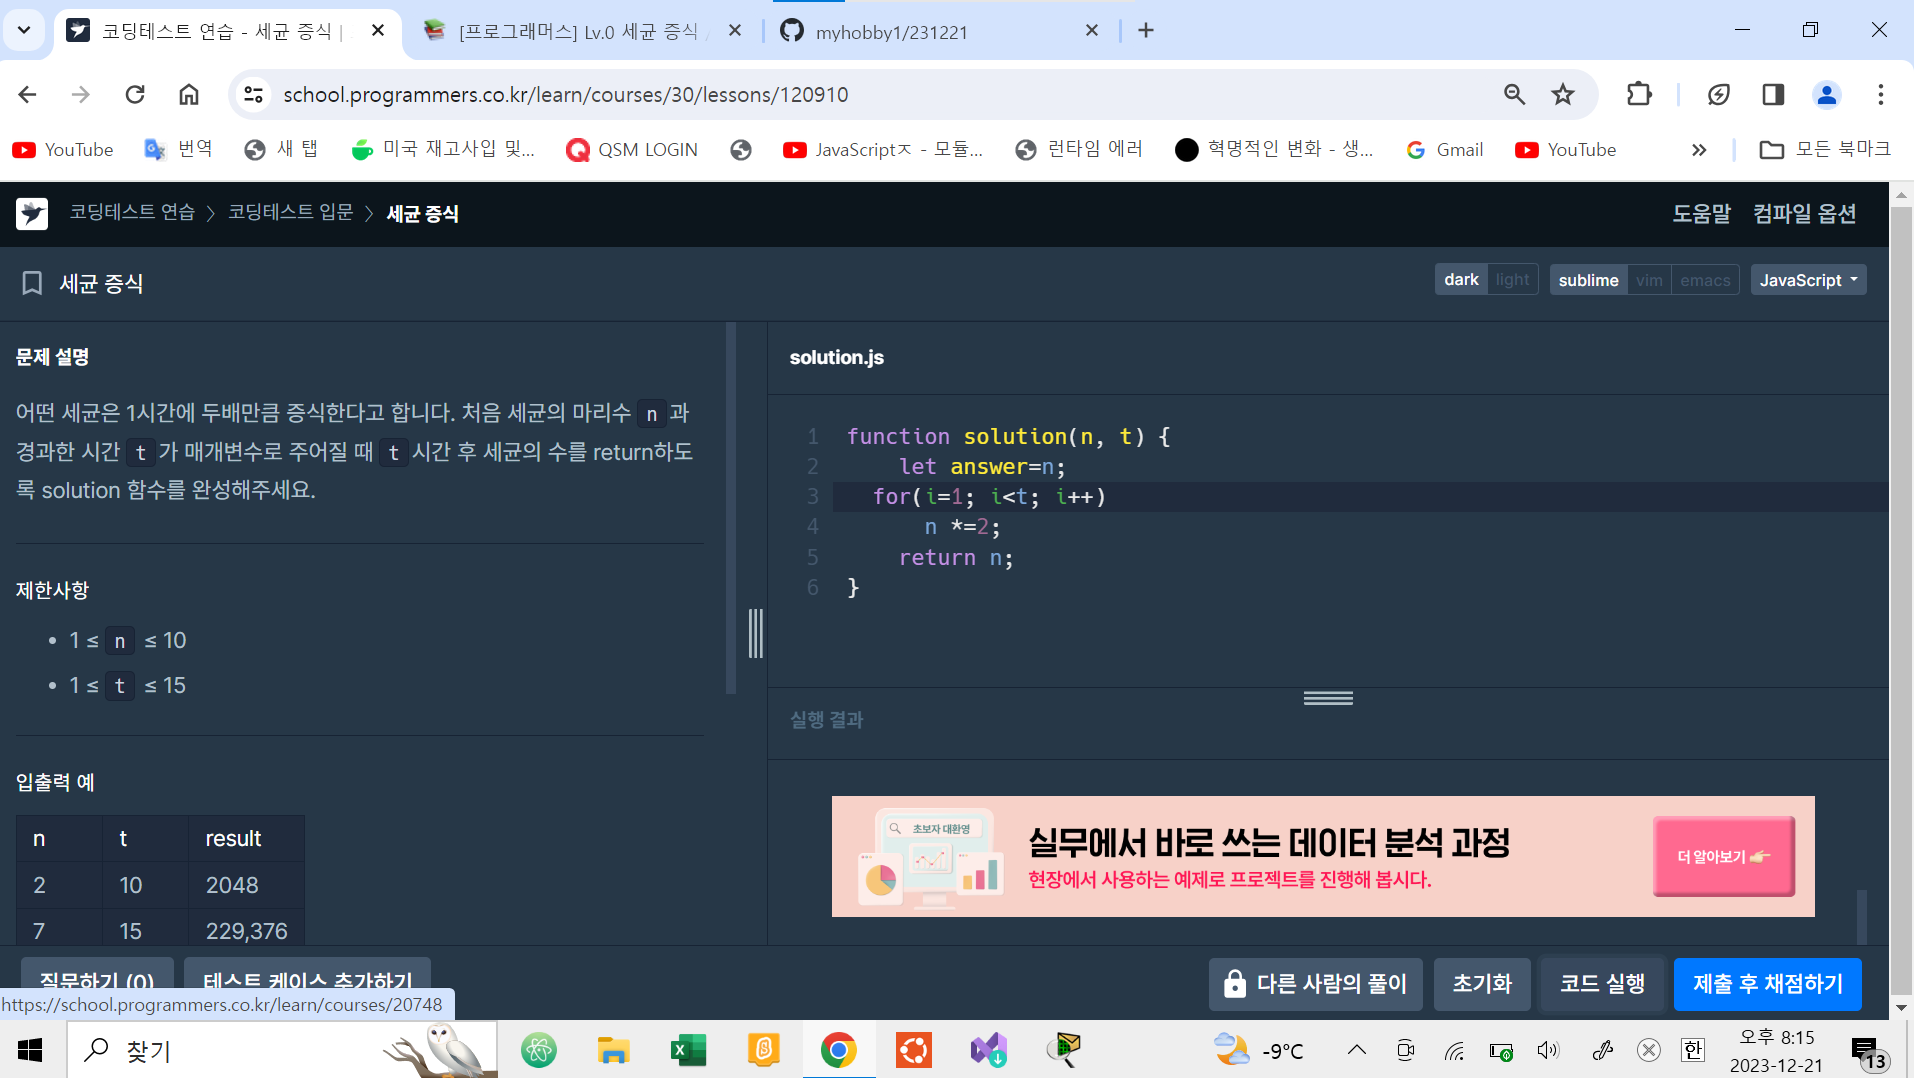 코딩테스트 연습 - 세균 증식 |
[프로그래머스] Lv.0 세균 증식
myhobby1/231221
school.programmers.co.kr/learn/courses/30/lessons/120910
YouTube
번역
새 탭
미국 재고사입 및...
QSM LOGIN
JavaScriptㅈ - 모듈...
런타임 에러
혁명적인 변화 - 생...
Gmail
YouTube
모든 북마크
코딩테스트 연습 > 코딩테스트 입문 > 세균 증식
도움말 컴파일 옵션
세균 증식
dark light sublime vim emacs JavaScript
문제 설명
어떤 세균은 1시간에 두배만큼 증식한다고 합니다. 처음 세균의 마리수 n 과
경과한 시간 t 가 매개변수로 주어질 때 t 시간 후 세균의 수를 return하도
록 solution 함수를 완성해주세요.
제한사항
• 1 ≤ n ≤ 10
• 1 ≤ t ≤ 15
입출력 예
n t result
2 10 2048
7 15 229,376
solution.js
1 function solution(n, t) {
2 let answer=n;
3 for(i=1; i<t; i++)
4 n *=2;
5 return n;
6 }
실행 결과
초보자 대환영
실무에서 바로 쓰는 데이터 분석 과정
현장에서 사용하는 예제로 프로젝트를 진행해 봅시다.
더 알아보기
질문하기 (0) 테스트 케이스 추가하기
다른 사람의 풀이 초기화 코드 실행 제출 후 채점하기
https://school.programmers.co.kr/learn/courses/20748
찾기
-9°C
한
오후 8:15
2023-12-21
13